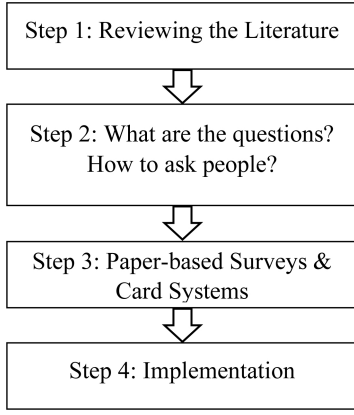 Step 1: Reviewing the Literature
Step 2: What are the questions?
How to ask people?
Step 3: Paper-based Surveys &
Card Systems
Step 4: Implementation